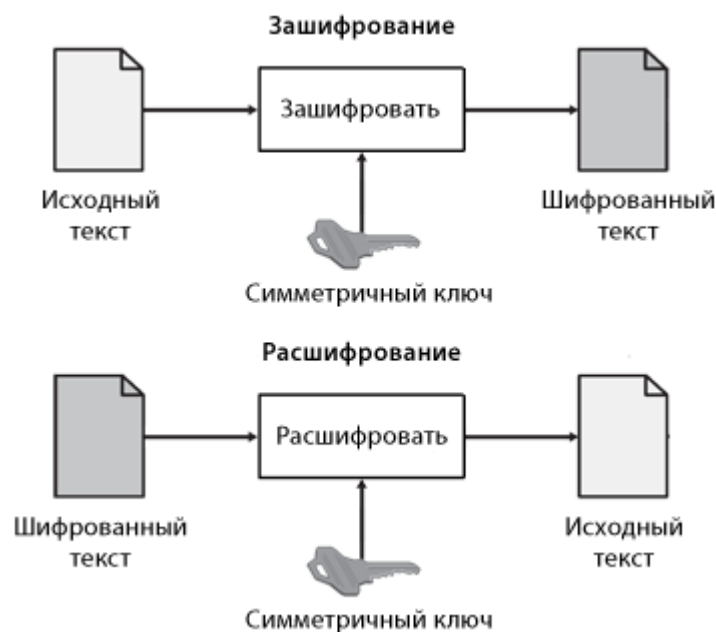 Зашифрование
Зашифровать
Исходный
текст
Шифрованный
текст
Симметричный ключ
Расшифрование
Расшифровать
Шифрованный
текст
Исходный
текст
Симметричный ключ